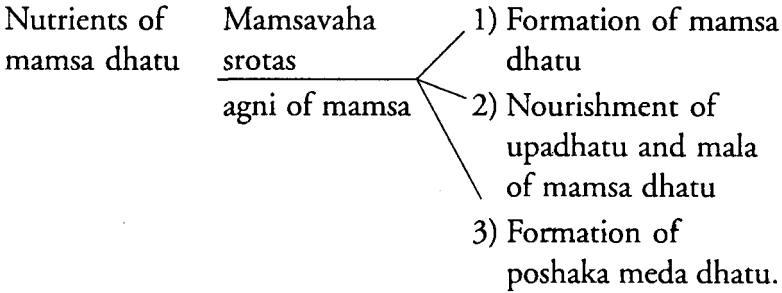 Nutrients of
mamsa dhatu
Mamsavaha
srotas
agni of mamsa
1) Formation of mamsa
dhatu
2) Nourishment of
upadhatu and mala
of mamsa dhatu
3) Formation of
poshaka meda dhatu.